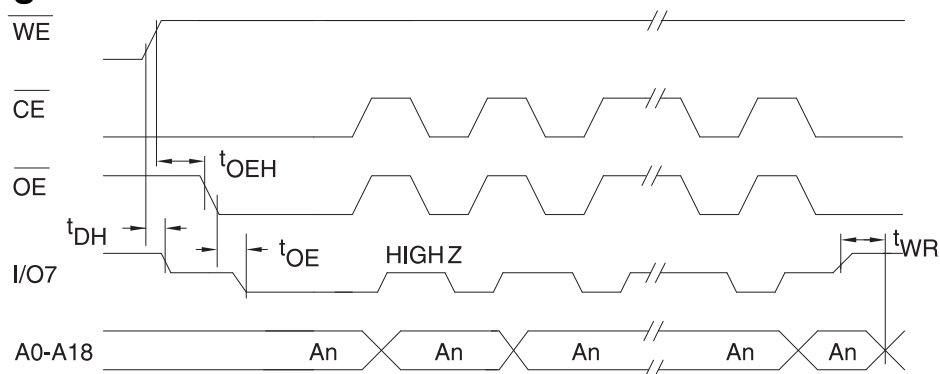 WE
CE
tOEH
OE
tDH
tOE
HIGH Z
tWR
I/O7
A0-A18 An An An An An